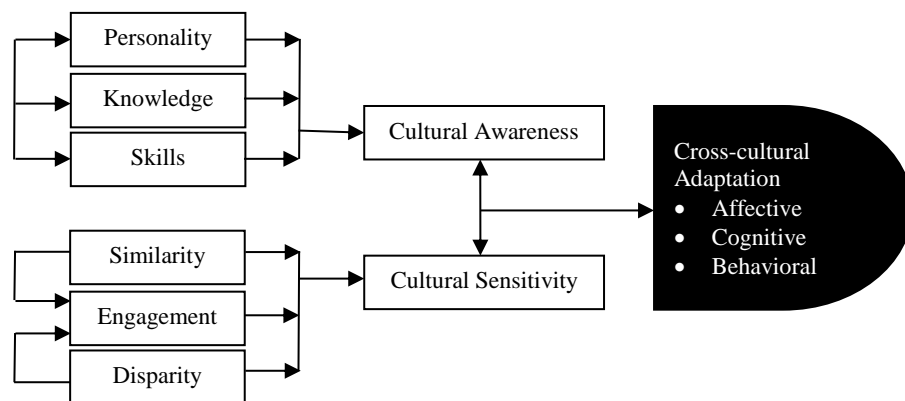 Personality
Knowledge
Skills
Cultural Awareness
Similarity
Engagement
Disparity
Cultural Sensitivity
Cross-cultural
Adaptation
• Affective
• Cognitive
• Behavioral